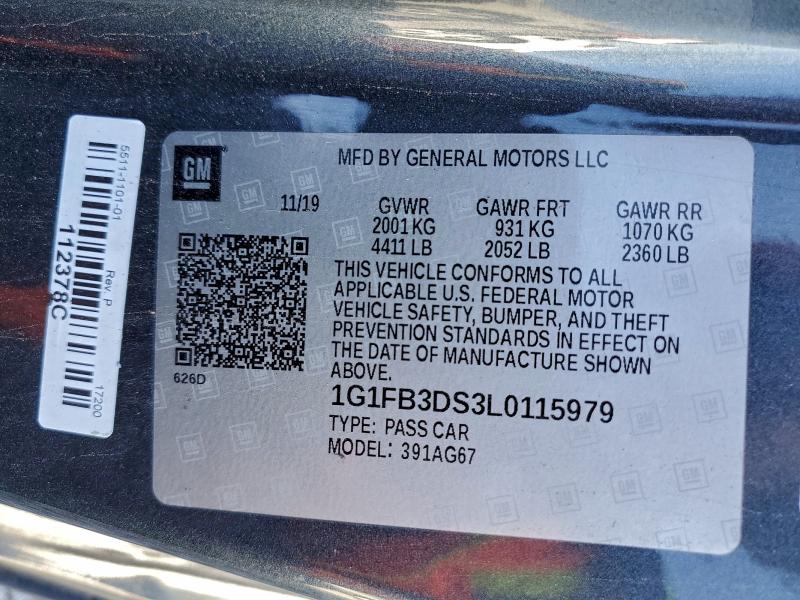 GM
MFD BY GENERAL MOTORS LLC
11/19
GVWR GAWR FRT GAWR RR
2001 KG 931 KG 1070 KG
4411 LB 2052 LB 2360 LB
THIS VEHICLE CONFORMS TO ALL
APPLICABLE U.S. FEDERAL MOTOR
VEHICLE SAFETY, BUMPER, AND THEFT
PREVENTION STANDARDS IN EFFECT ON
THE DATE OF MANUFACTURE SHOWN
ABOVE.
626D
1G1FB3DS3L0115979
TYPE: PASS CAR
MODEL: 391AG67
5511-1101-01
Rev. P
112378C
17200